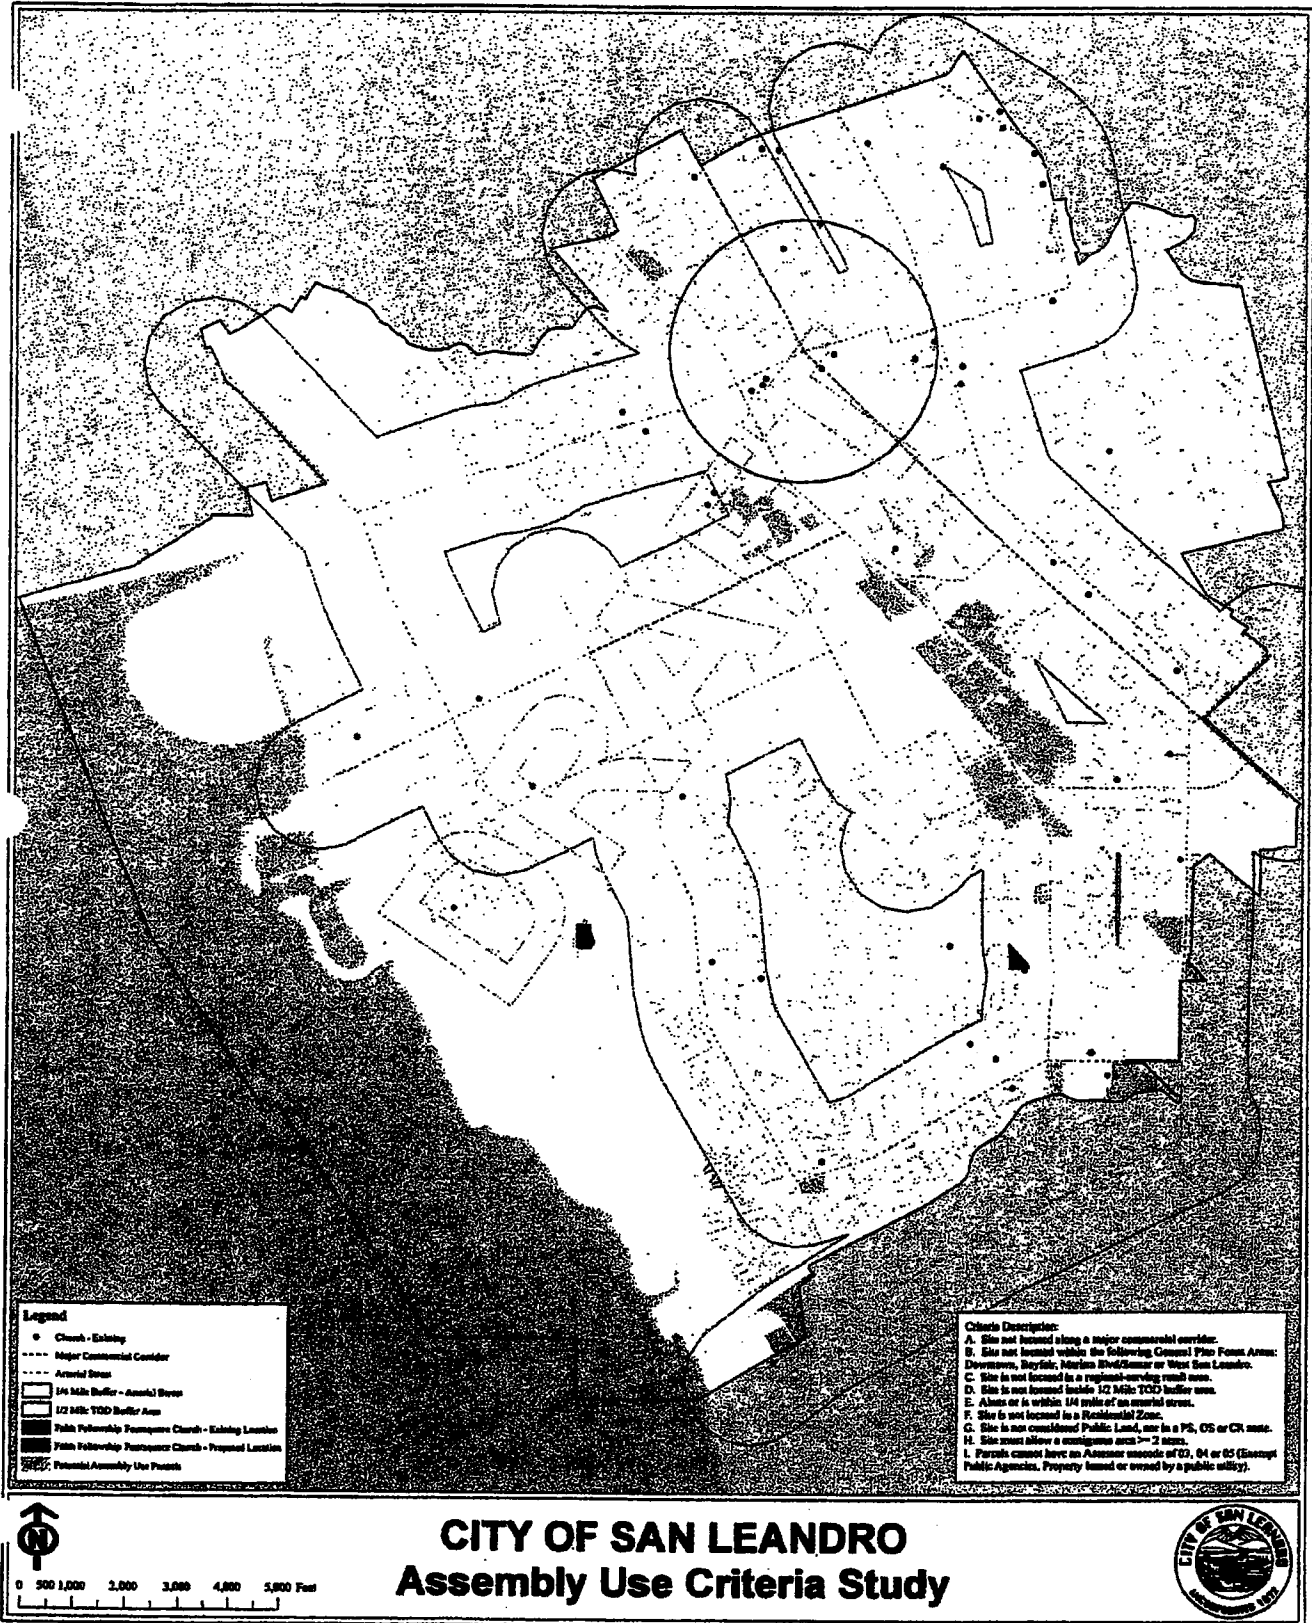 Legend
Church - Existing
Major Commercial Corridor
Arterial Street
1/4 Mile Buffer - Arterial Street
1/2 Mile TOD Buffer Area
Faith Fellowship Foursquare Church - Existing Location
Faith Fellowship Foursquare Church - Proposed Location
Potential Assembly Use Parcels
Criteria Description:
A. Site not located along a major commercial corridor.
B. Site not located within the following General Plan Focus Areas:
Downtown, Bayfair, Marina Blvd/Somar or West San Leandro.
C. Site is not located in a regional-serving retail area.
D. Site is not located inside 1/2 Mile TOD buffer area.
E. Abuts or is within 1/4 mile of an arterial street.
F. Site is not located in a Residential Zone.
G. Site is not considered Public Land, nor in a PS, OS or CR zone.
H. Site must allow a contiguous area >= 2 acres.
I. Parcels cannot have an Assessor usecode of 03, 04 or 05 (Exempt
Public Agencies, Property leased or owned by a public utility).
N
CITY OF SAN LEANDRO
Assembly Use Criteria Study
0 500 1,000 2,000 3,000 4,000 5,000 Feet
CITY OF SAN LEANDRO
INCORPORATED 1872